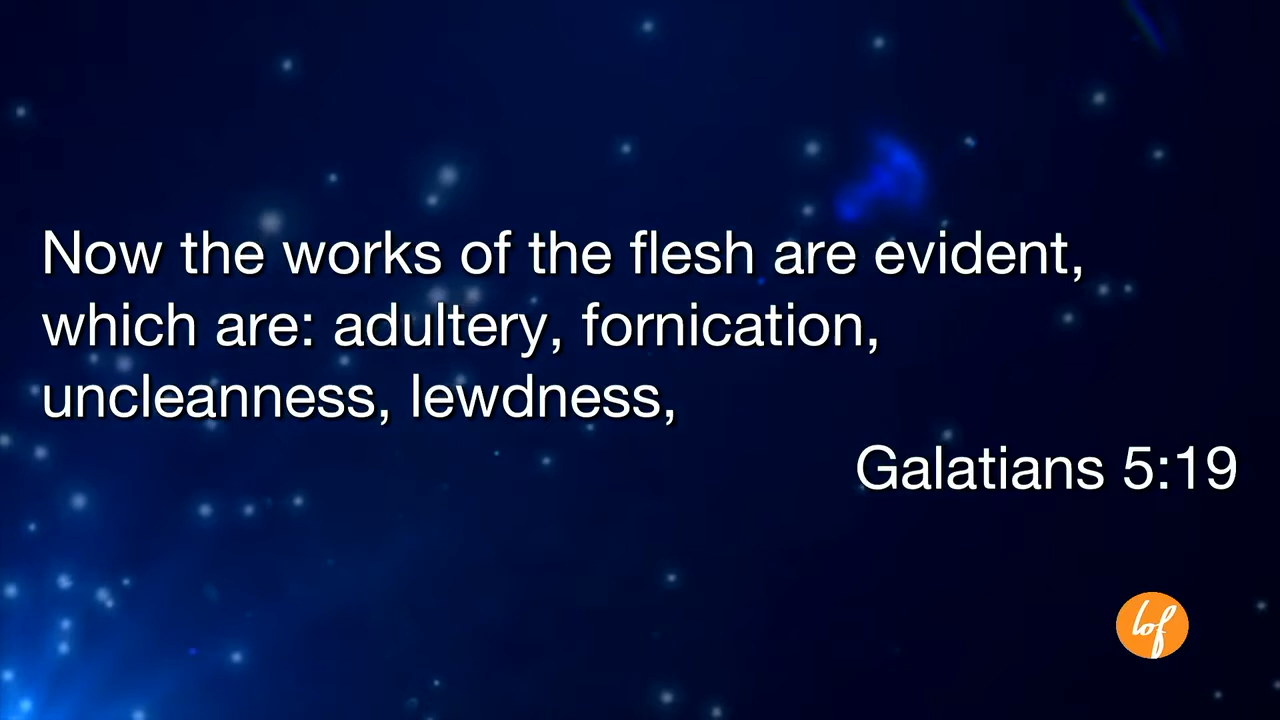 Now the works of the flesh are evident,
which are: adultery, fornication,
uncleanness, lewdness,
Galatians 5:19
lof